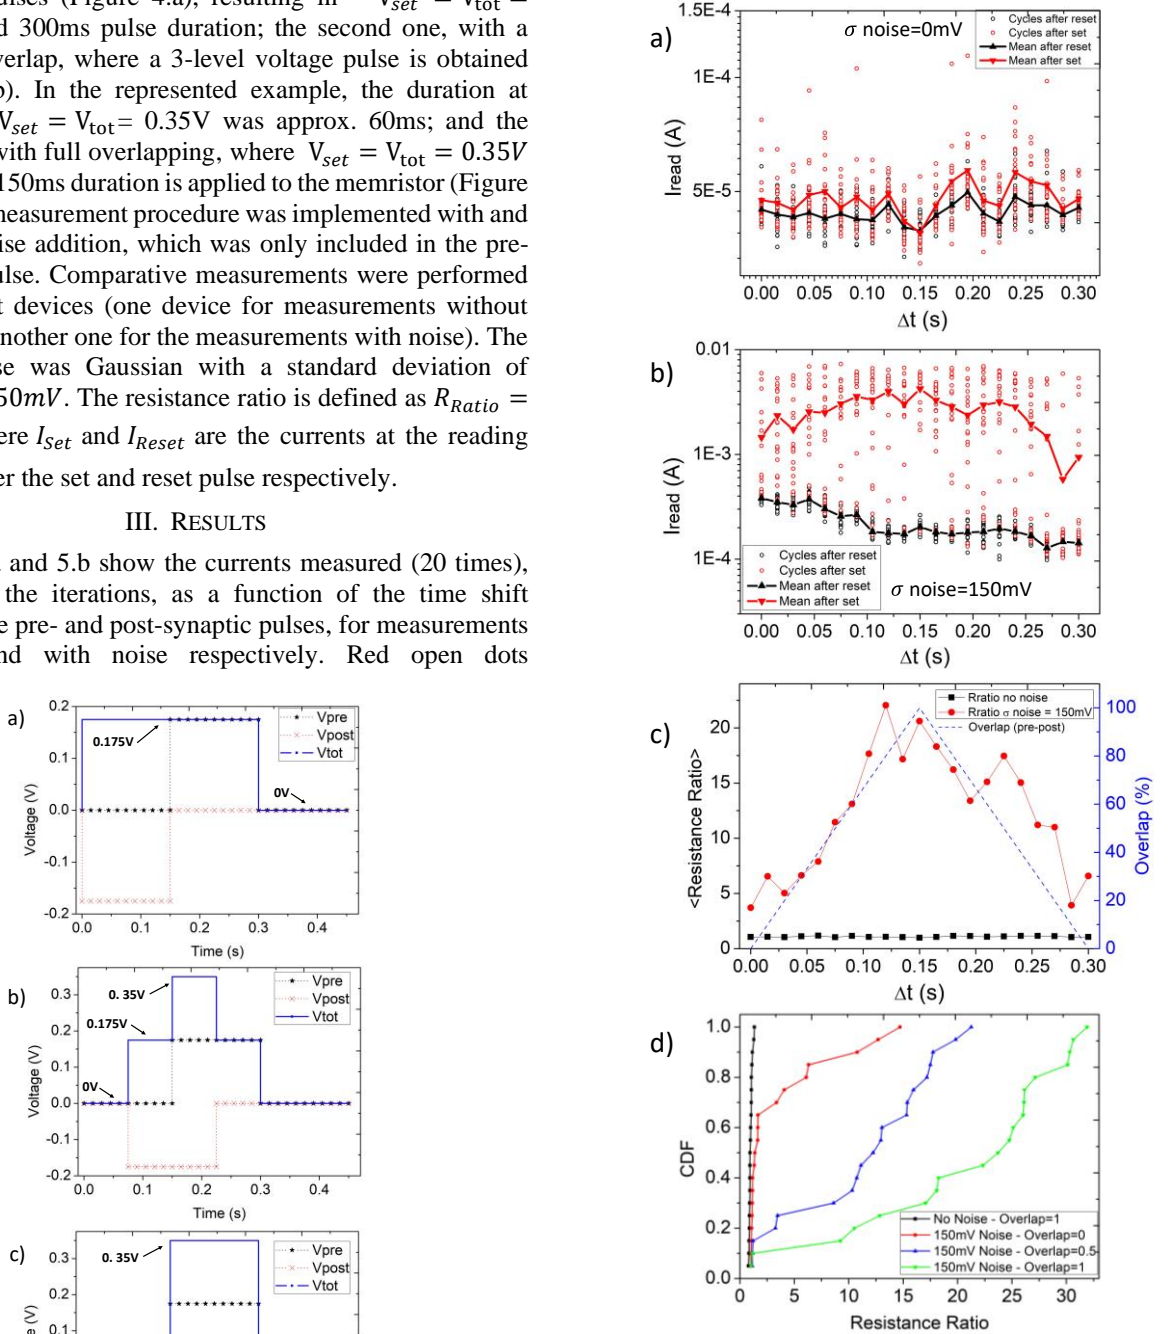 ulses (Figure 4.a), resulting in V_set = V_tot =
d 300ms pulse duration; the second one, with a
verlap, where a 3-level voltage pulse is obtained
b). In the represented example, the duration at
V_set = V_tot = 0.35V was approx. 60ms; and the
with full overlapping, where V_set = V_tot = 0.35V
150ms duration is applied to the memristor (Figure
measurement procedure was implemented with and
ise addition, which was only included in the pre-
ulse. Comparative measurements were performed
t devices (one device for measurements without
nother one for the measurements with noise). The
se was Gaussian with a standard deviation of
50mV. The resistance ratio is defined as R_Ratio =
ere I_Set and I_Reset are the currents at the reading
er the set and reset pulse respectively.
III. RESULTS
a and 5.b show the currents measured (20 times),
the iterations, as a function of the time shift
e pre- and post-synaptic pulses, for measurements
nd with noise respectively. Red open dots
a)
0.2
0.1
0.0
-0.1
-0.2
Voltage (V)
0.175V
0V
Vpre
Vpost
Vtot
0.0 0.1 0.2 0.3 0.4
Time (s)
b)
0.3
0.2
0.1
0.0
-0.1
-0.2
Voltage (V)
0. 35V
0.175V
0V
Vpre
Vpost
Vtot
0.0 0.1 0.2 0.3 0.4
Time (s)
c)
0.3
0.2
0.1
e (V)
0. 35V
Vpre
Vpost
Vtot
a)
1.5E-4
1E-4
5E-5
Iread (A)
σ noise=0mV
Cycles after reset
Cycles after set
Mean after reset
Mean after set
0.00 0.05 0.10 0.15 0.20 0.25 0.30
Δt (s)
b)
0.01
1E-3
1E-4
Iread (A)
Cycles after reset
Cycles after set
Mean after reset
Mean after set
σ noise=150mV
0.00 0.05 0.10 0.15 0.20 0.25 0.30
Δt (s)
c)
20
15
10
5
0
<Resistance Ratio>
Rratio no noise
Rratio σ noise = 150mV
Overlap (pre-post)
100
80
60
40
20
0
Overlap (%)
0.00 0.05 0.10 0.15 0.20 0.25 0.30
Δt (s)
d)
1.0
0.8
0.6
0.4
0.2
0.0
CDF
No Noise - Overlap=1
150mV Noise - Overlap=0
150mV Noise - Overlap=0.5
150mV Noise - Overlap=1
0 5 10 15 20 25 30
Resistance Ratio